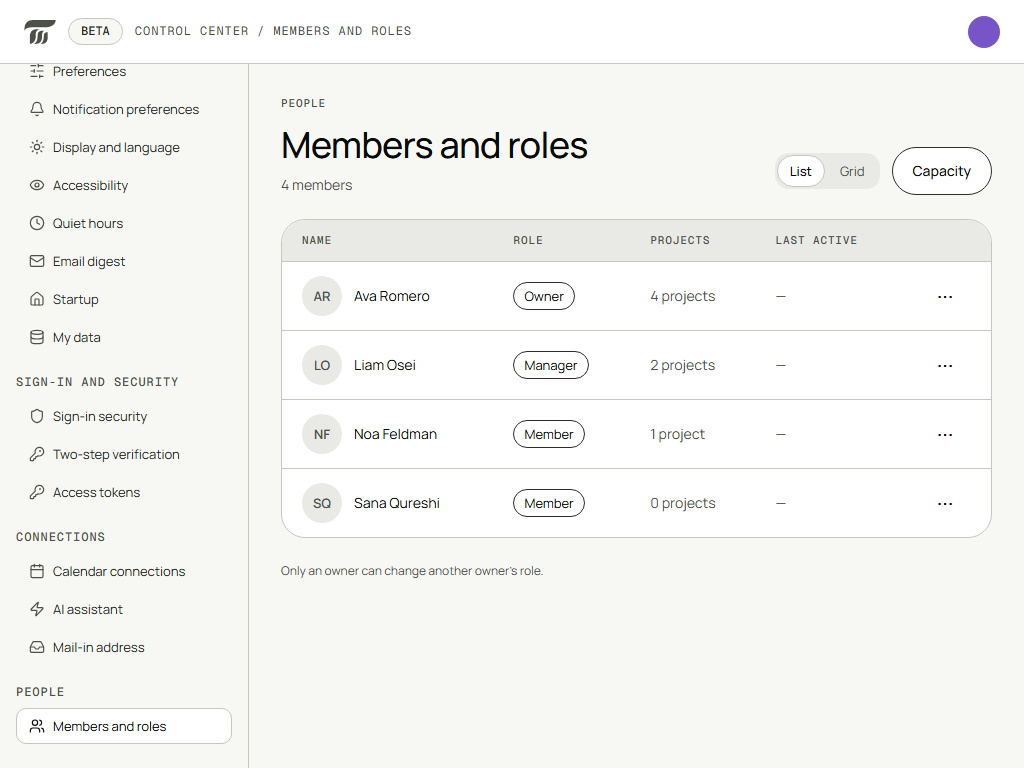 BETA
CONTROL CENTER / MEMBERS AND ROLES
Preferences
Notification preferences
Display and language
Accessibility
Quiet hours
Email digest
Startup
My data
SIGN-IN AND SECURITY
Sign-in security
Two-step verification
Access tokens
CONNECTIONS
Calendar connections
AI assistant
Mail-in address
PEOPLE
Members and roles
PEOPLE
Members and roles
4 members
List Grid Capacity
NAME ROLE PROJECTS LAST ACTIVE
AR Ava Romero Owner 4 projects — ...
LO Liam Osei Manager 2 projects — ...
NF Noa Feldman Member 1 project — ...
SQ Sana Qureshi Member 0 projects — ...
Only an owner can change another owner's role.